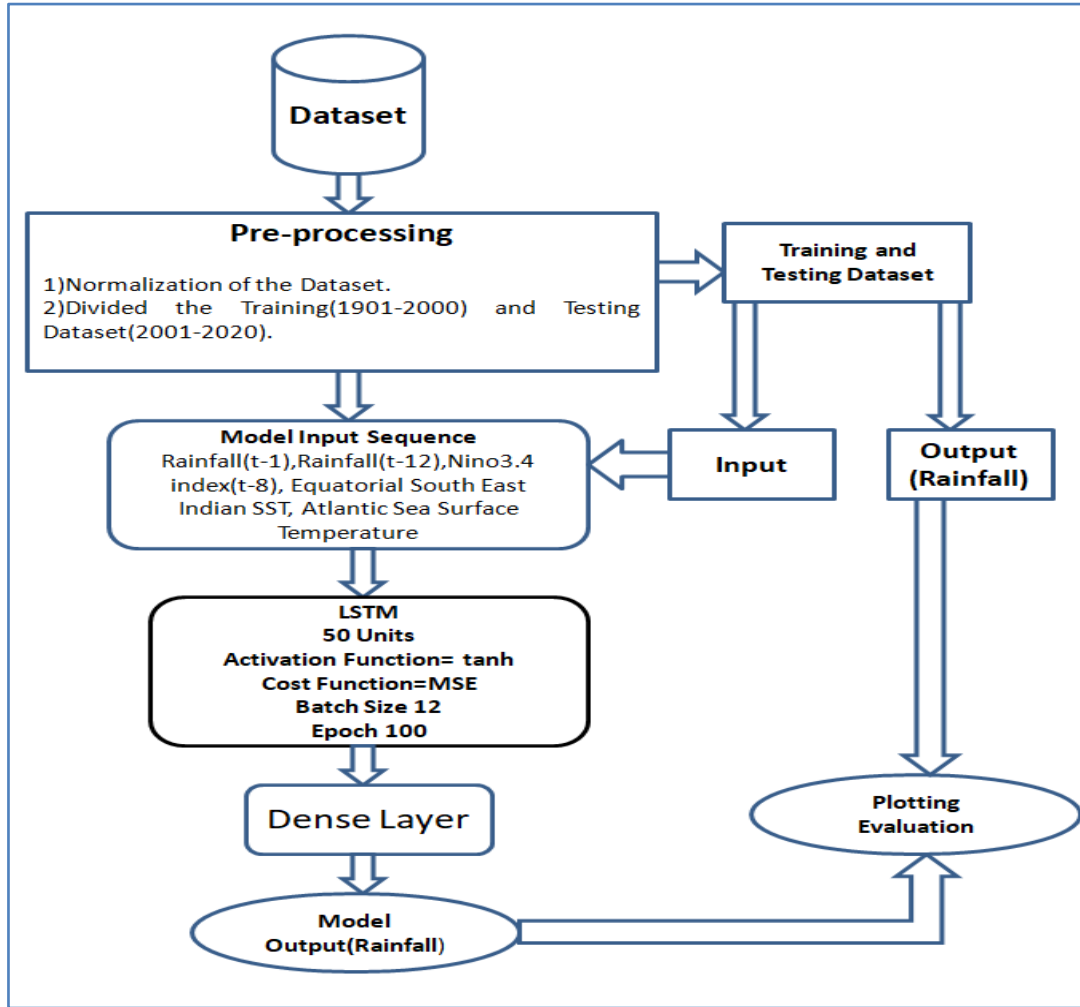 Dataset
Pre-processing
1)Normalization of the Dataset.
2)Divided the Training(1901-2000) and Testing
Dataset(2001-2020).
Training and
Testing Dataset
Model Input Sequence
Rainfall(t-1),Rainfall(t-12),Nino3.4
index(t-8), Equatorial South East
Indian SST, Atlantic Sea Surface
Temperature
Input
Output
(Rainfall)
LSTM
50 Units
Activation Function= tanh
Cost Function=MSE
Batch Size 12
Epoch 100
Dense Layer
Plotting
Evaluation
Model
Output(Rainfall)